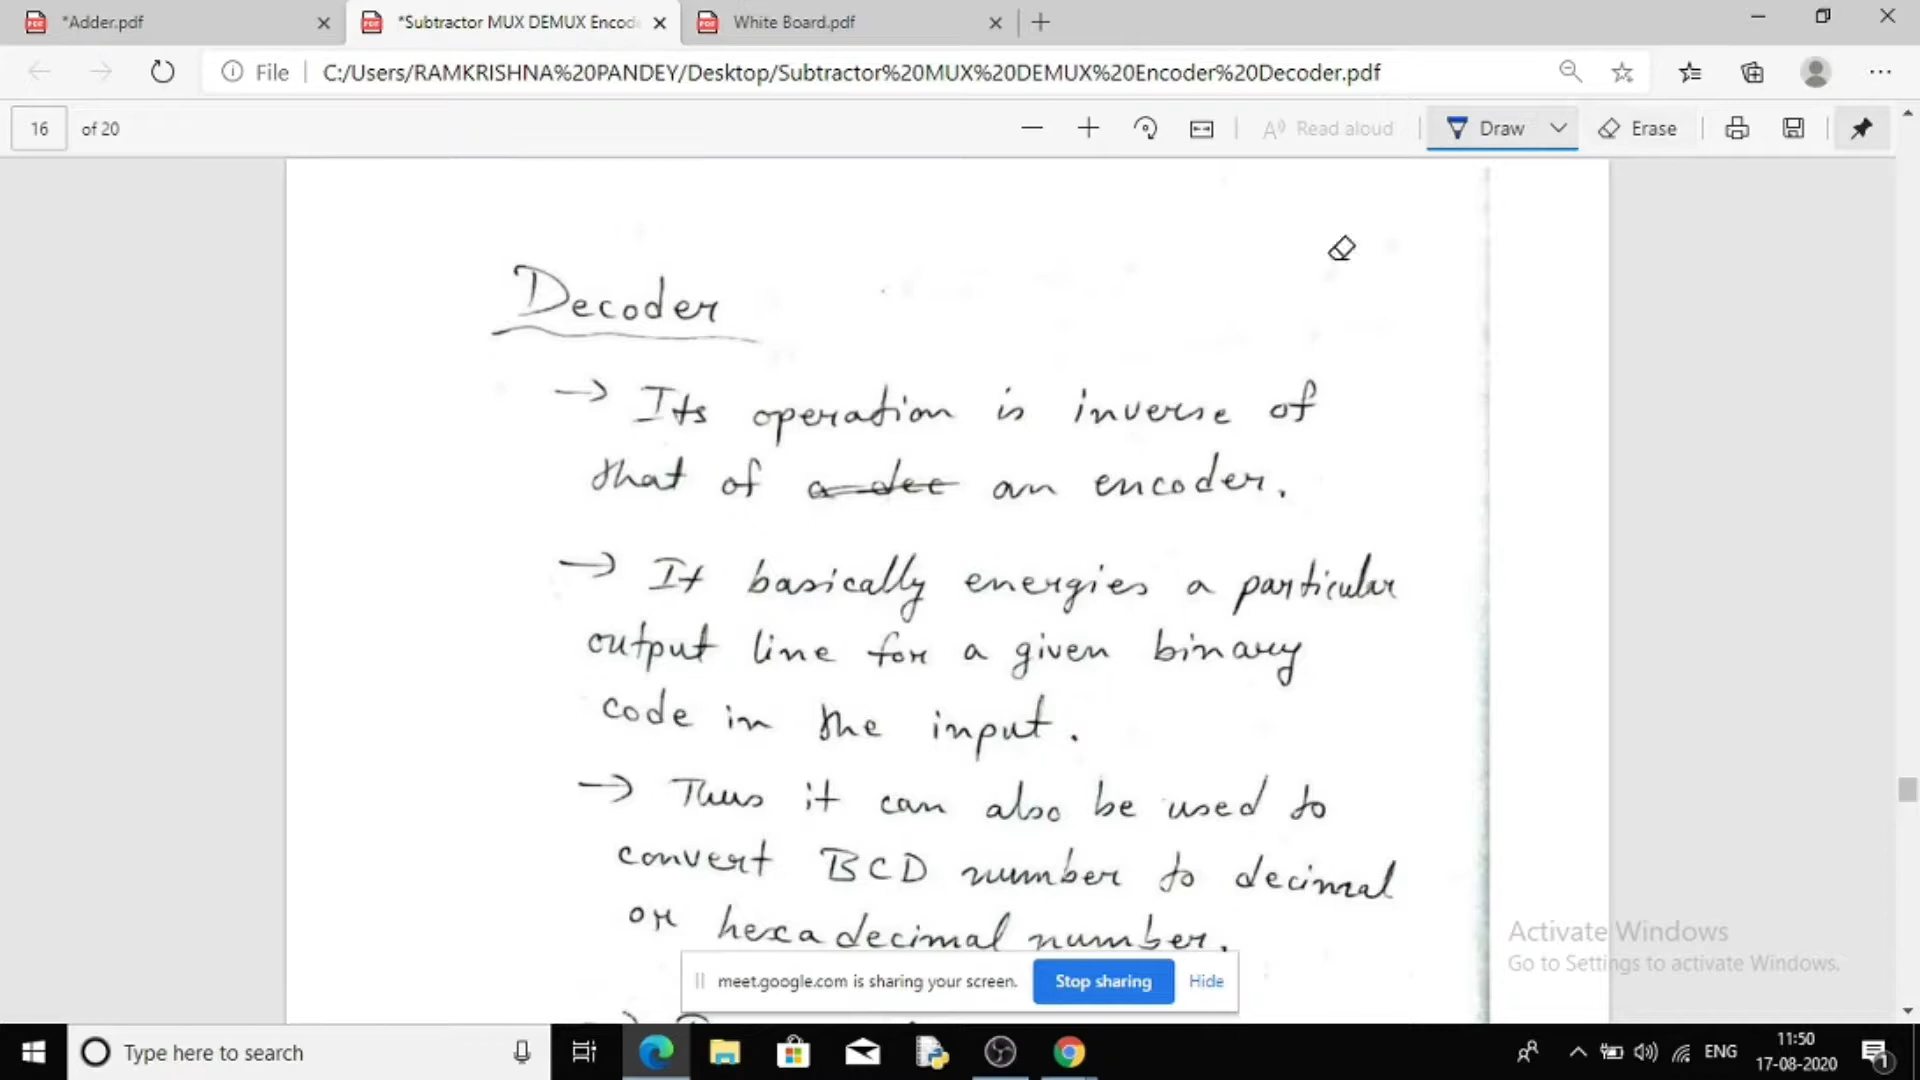 *Adder.pdf
*Subtractor MUX DEMUX Encod
White Board.pdf
File
C:/Users/RAMKRISHNA%20PANDEY/Desktop/Subtractor%20MUX%20DEMUX%20Encoder%20Decoder.pdf
16 of 20
Read aloud
Draw
Erase
Decoder
→ Its operation is inverse of
that of a dec an encoder.
→ It basically energies a particular
output line for a given binary
code in the input.
→ Thus it can also be used to
convert BCD number to decimal
or hexadecimal number.
Activate Windows
Go to Settings to activate Windows.
meet.google.com is sharing your screen.
Stop sharing
Hide
Type here to search
ENG
11:50
17-08-2020
1